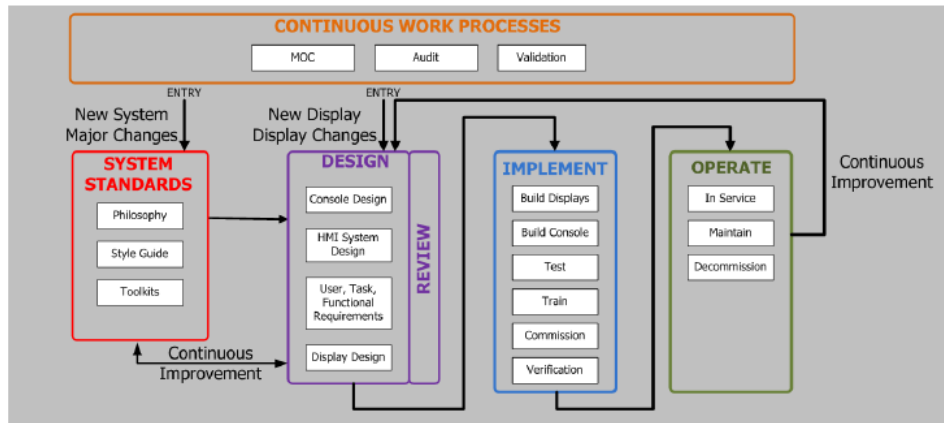 CONTINUOUS WORK PROCESSES
MOC
Audit
Validation
ENTRY
ENTRY
New System
Major Changes
New Display
Display Changes
SYSTEM
STANDARDS
Philosophy
Style Guide
Toolkits
Continuous
Improvement
DESIGN
Console Design
HMI System
Design
User, Task,
Functional
Requirements
Display Design
REVIEW
IMPLEMENT
Build Displays
Build Console
Test
Train
Commission
Verification
OPERATE
In Service
Maintain
Decommission
Continuous
Improvement